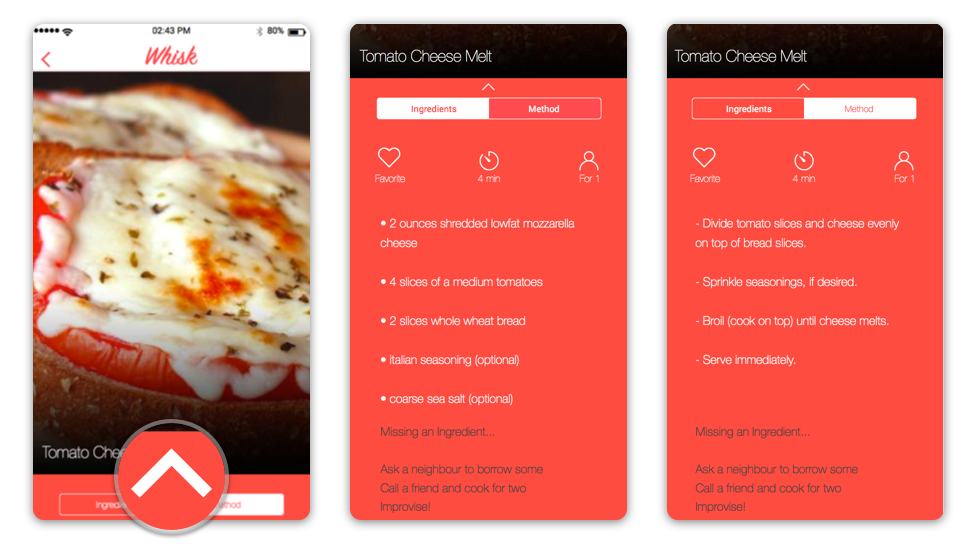 02:43 PM
80%
Whisk
Tomato
Method
Tomato Cheese Melt
Ingredients
Method
Favorite
4 min
For 1
• 2 ounces shredded lowfat mozzarella
cheese
• 4 slices of a medium tomatoes
• 2 slices whole wheat bread
• italian seasoning (optional)
• coarse sea salt (optional)
Missing an Ingredient...
Ask a neighbour to borrow some
Call a friend and cook for two
Improvise!
Tomato Cheese Melt
Ingredients
Method
Favorite
4 min
For 1
- Divide tomato slices and cheese evenly
on top of bread slices.
- Sprinkle seasonings, if desired.
- Broil (cook on top) until cheese melts.
- Serve immediately.
Missing an Ingredient...
Ask a neighbour to borrow some
Call a friend and cook for two
Improvise!